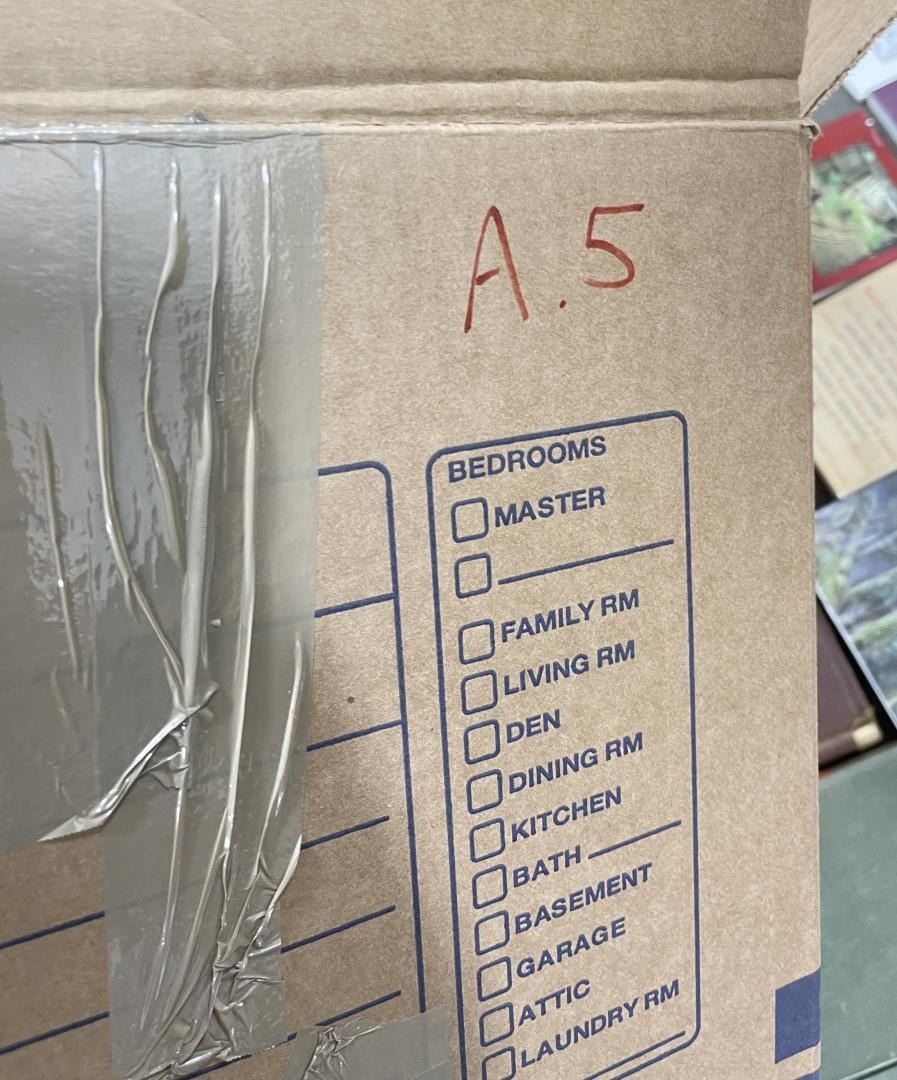 A.5
BEDROOMS
MASTER
FAMILY RM
LIVING RM
DEN
DINING RM
KITCHEN
BATH
BASEMENT
GARAGE
ATTIC
LAUNDRY RM